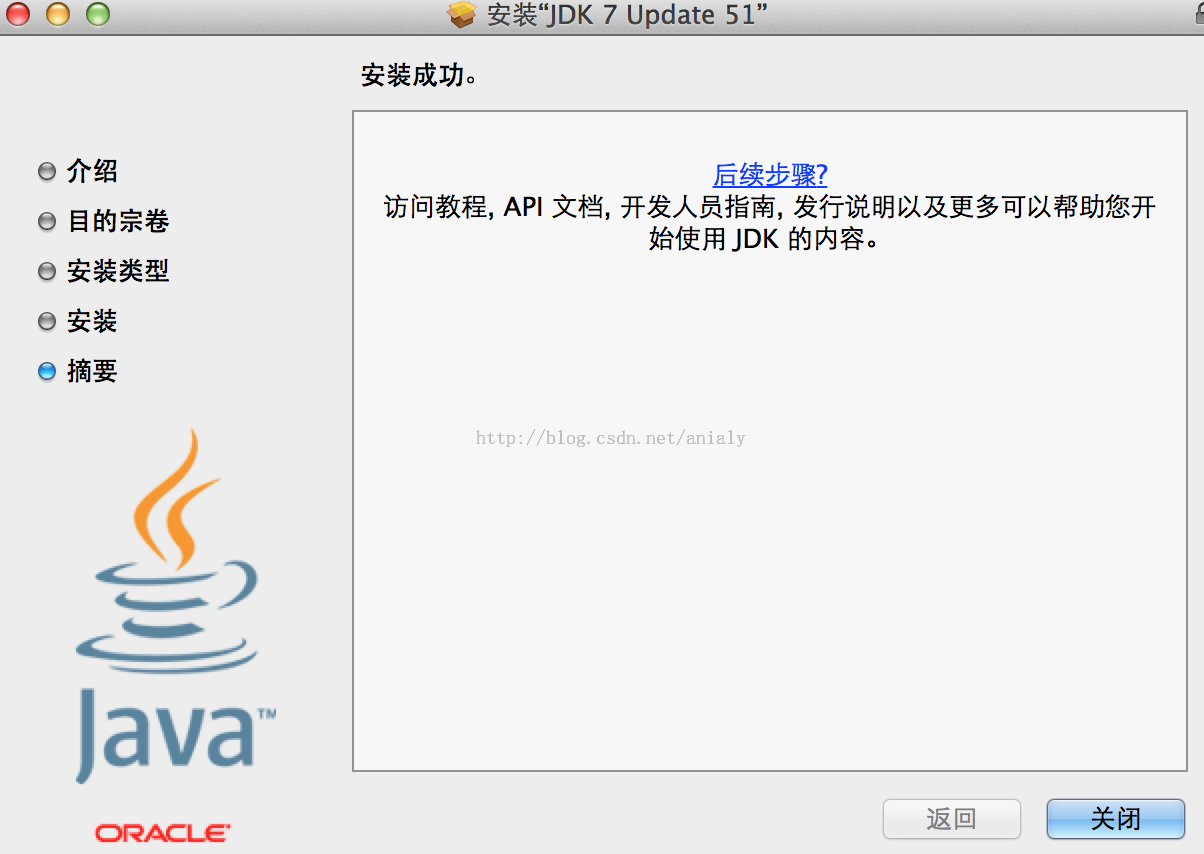 安装“JDK 7 Update 51”
安装成功。
介绍
目的宗卷
安装类型
安装
摘要
后续步骤?
访问教程, API 文档, 开发人员指南, 发行说明以及更多可以帮助您开
始使用 JDK 的内容。
http://blog.csdn.net/anialy
Java™
ORACLE
返回
关闭